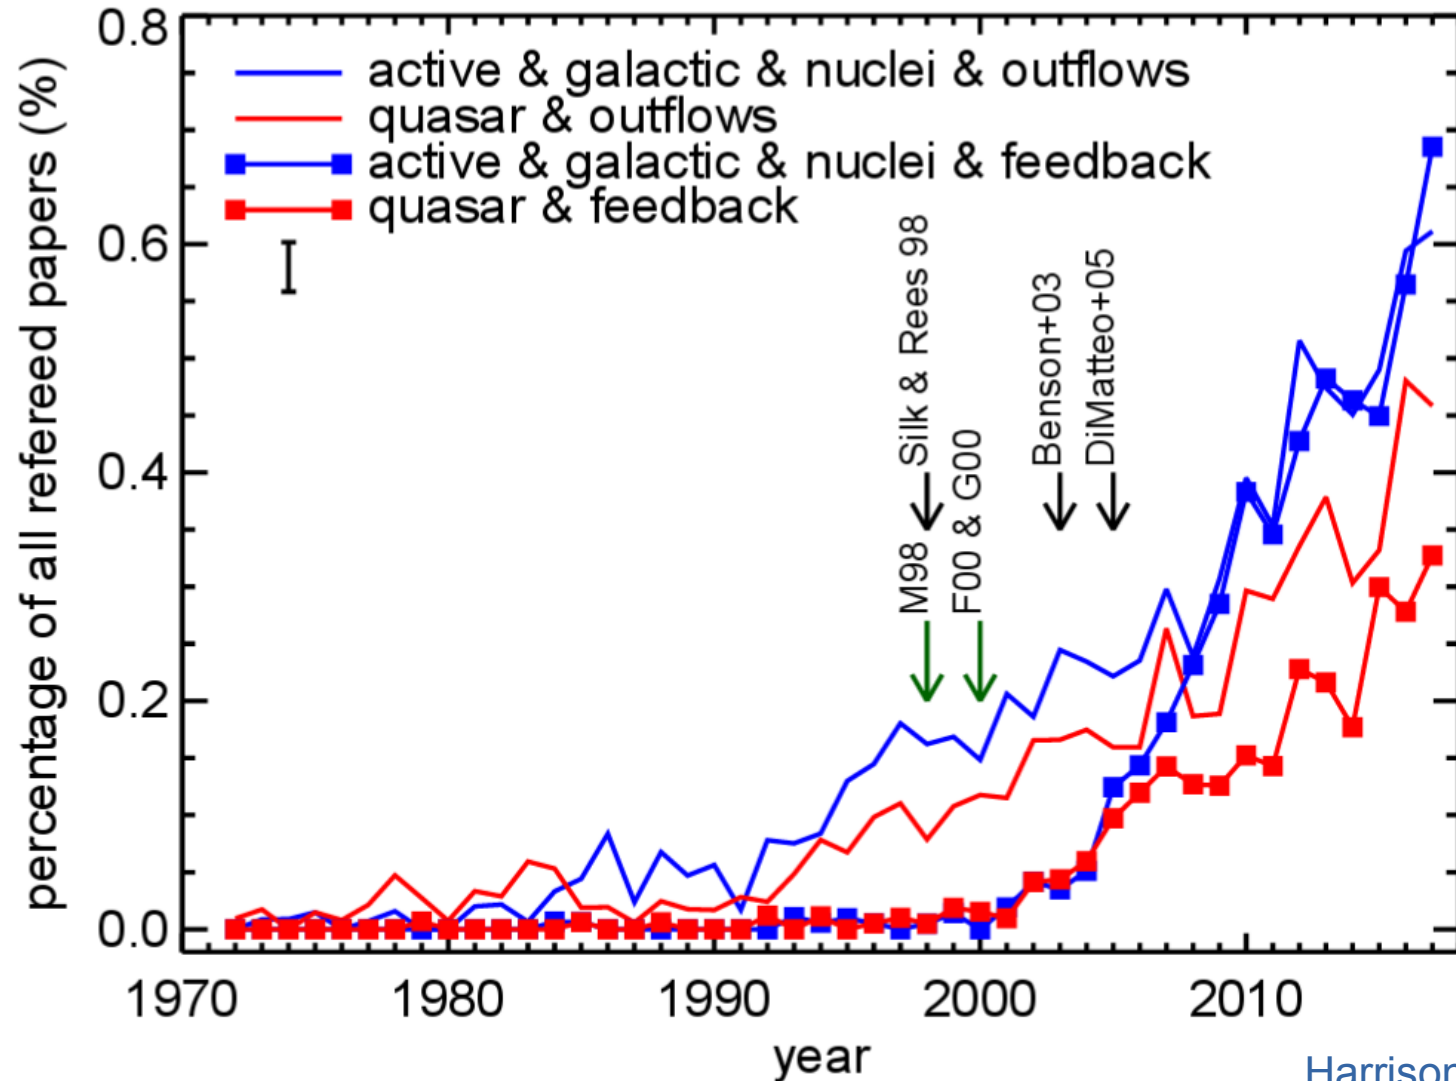 0.8
active & galactic & nuclei & outflows
quasar & outflows
active & galactic & nuclei & feedback
quasar & feedback
0.6
0.4
0.2
0.0
percentage of all refereed papers (%)
Silk & Rees 98
M98
F00 & G00
Benson+03
DiMatteo+05
1970 1980 1990 2000 2010
year
Harrison